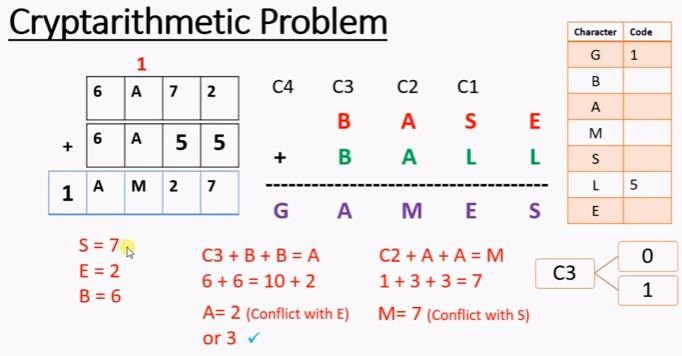 Cryptarithmetic Problem
Character Code
G 1
B
A
M
S
L 5
E
1
6 A 7 2
+ 6 A 5 5
1 A M 2 7
C4 C3 C2 C1
B A S E
+ B A L L
G A M E S
S = 7
E = 2
B = 6
C3 + B + B = A
6 + 6 = 10 + 2
A= 2 (Conflict with E)
or 3 ✓
C2 + A + A = M
1 + 3 + 3 = 7
M= 7 (Conflict with S)
C3
0
1